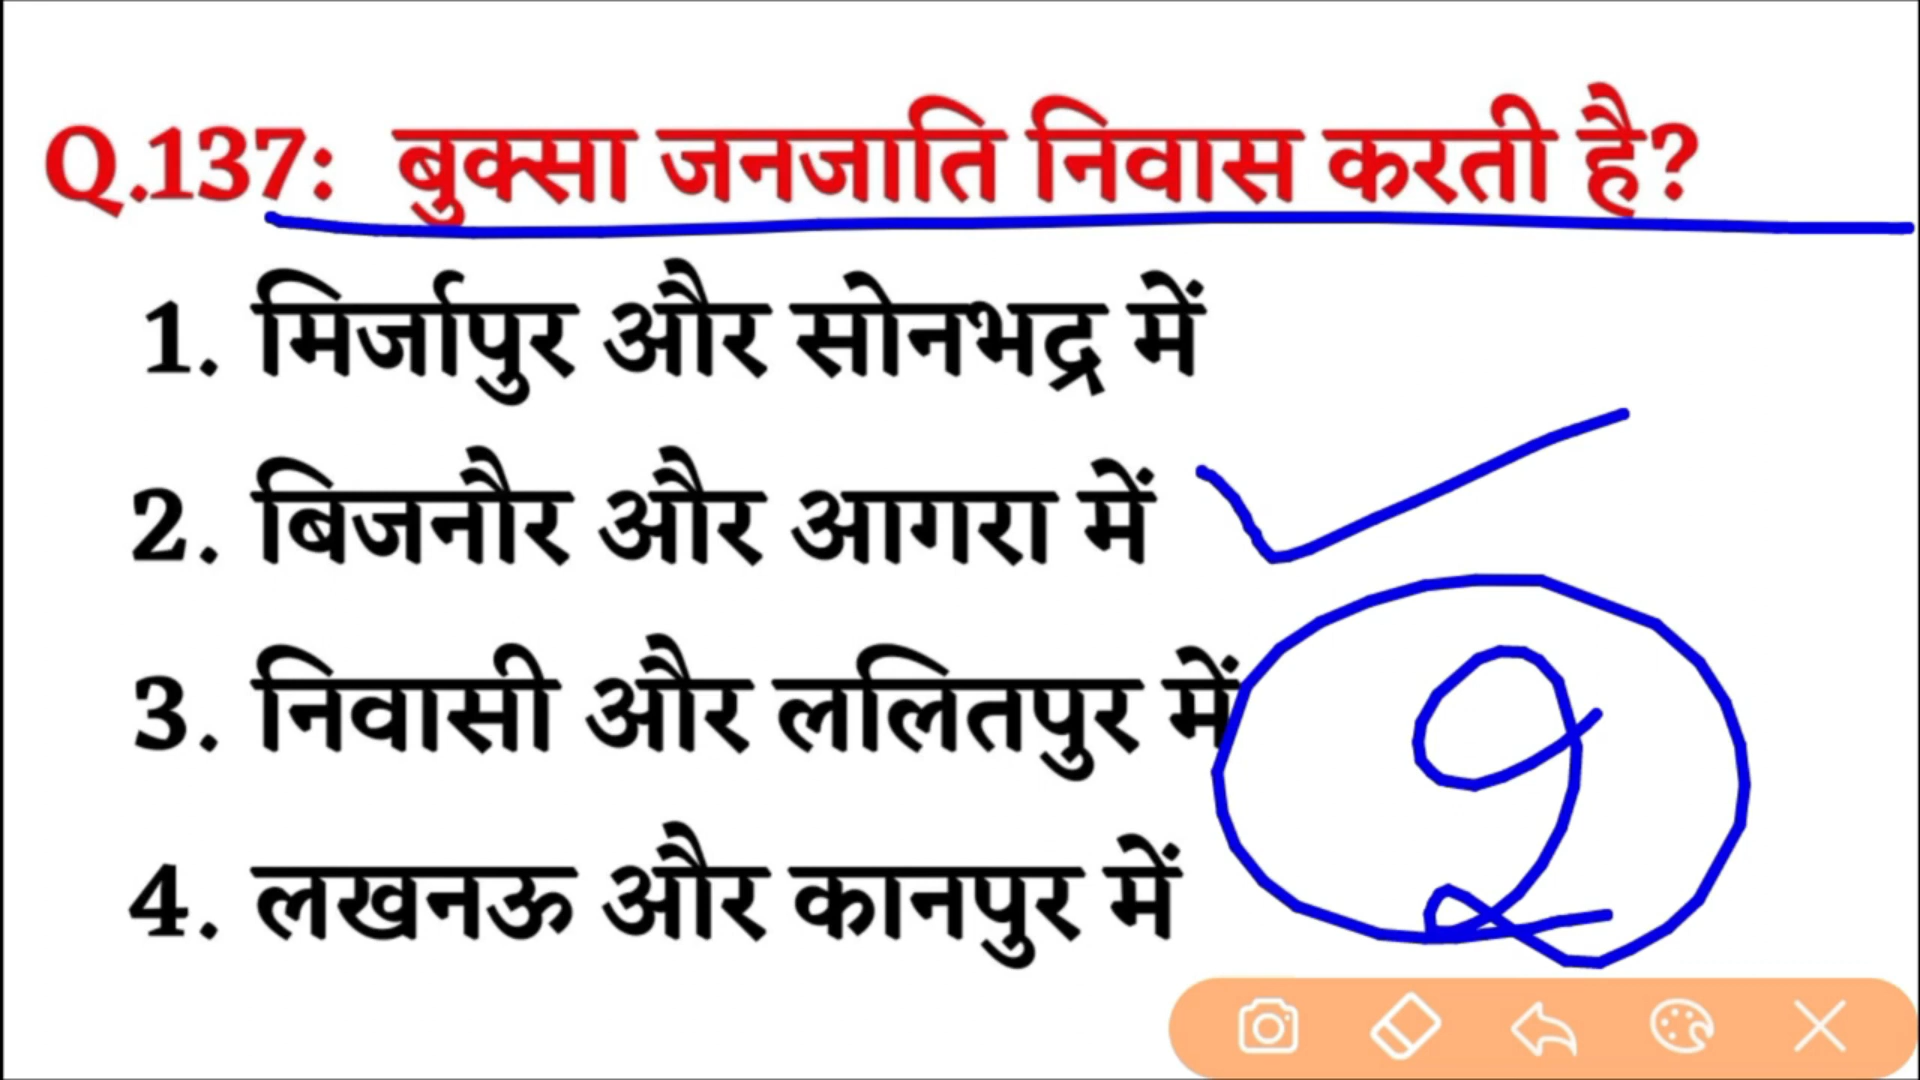 Q.137: बुक्सा जनजाति निवास करती है?
1. मिर्जापुर और सोनभद्र में
2. बिजनौर और आगरा में
3. निवासी और ललितपुर में
4. लखनऊ और कानपुर में
2